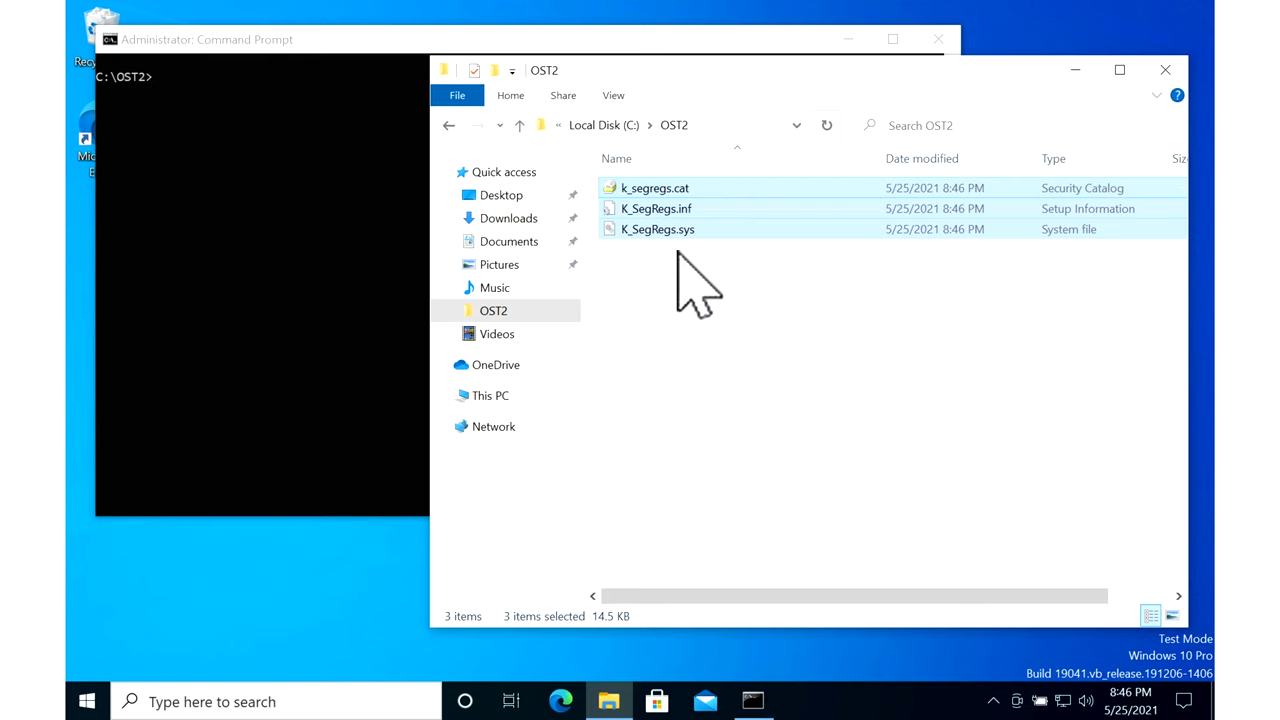 Recy
Administrator: Command Prompt
C:\OST2>
Mic
E
OST2
File Home Share View
« Local Disk (C:) > OST2
Search OST2
Name Date modified Type Siz
k_segregs.cat 5/25/2021 8:46 PM Security Catalog
K_SegRegs.inf 5/25/2021 8:46 PM Setup Information
K_SegRegs.sys 5/25/2021 8:46 PM System file
Quick access
Desktop
Downloads
Documents
Pictures
Music
OST2
Videos
OneDrive
This PC
Network
3 items 3 items selected 14.5 KB
Test Mode
Windows 10 Pro
Build 19041.vb_release.191206-1406
Type here to search
8:46 PM
5/25/2021